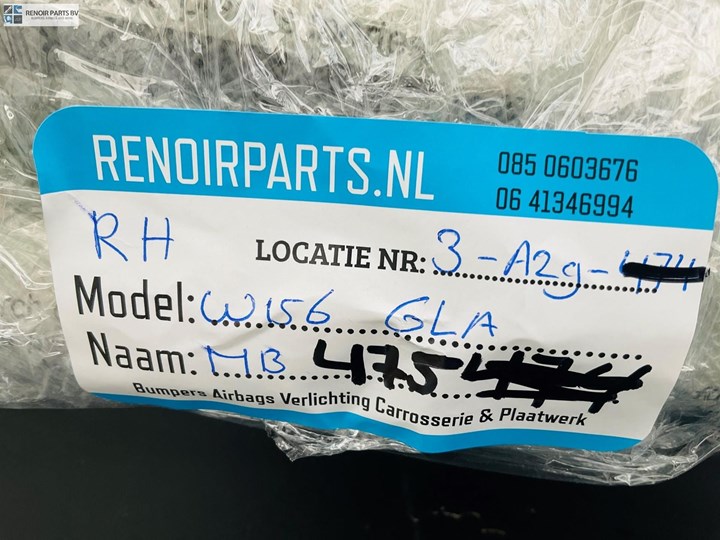 RENOIR PARTS BV
RENOIRPARTS.NL
085 0603676
06 41346994
RH
LOCATIE NR: 3-A2g-474
Model: W156 GLA
Naam: MB 475
Bumpers Airbags Verlichting Carrosserie & Plaatwerk